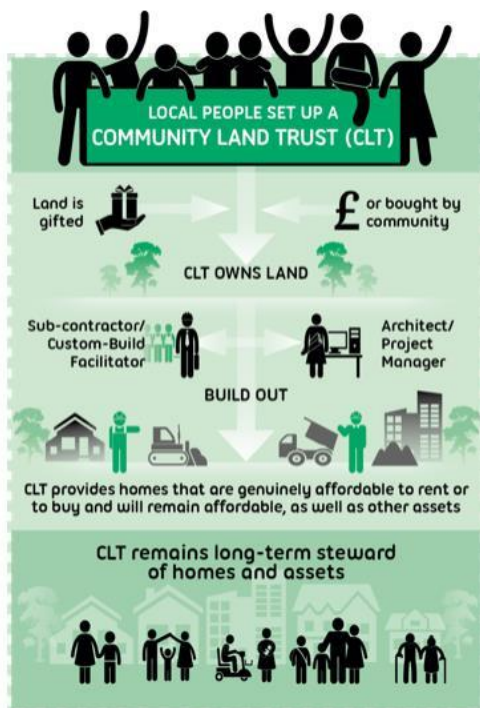 LOCAL PEOPLE SET UP A
COMMUNITY LAND TRUST (CLT)
Land is
gifted
£ or bought by
community
CLT OWNS LAND
Sub-contractor/
Custom-Build
Facilitator
Architect/
Project
Manager
BUILD OUT
CLT provides homes that are genuinely affordable to rent or
to buy and will remain affordable, as well as other assets
CLT remains long-term steward
of homes and assets